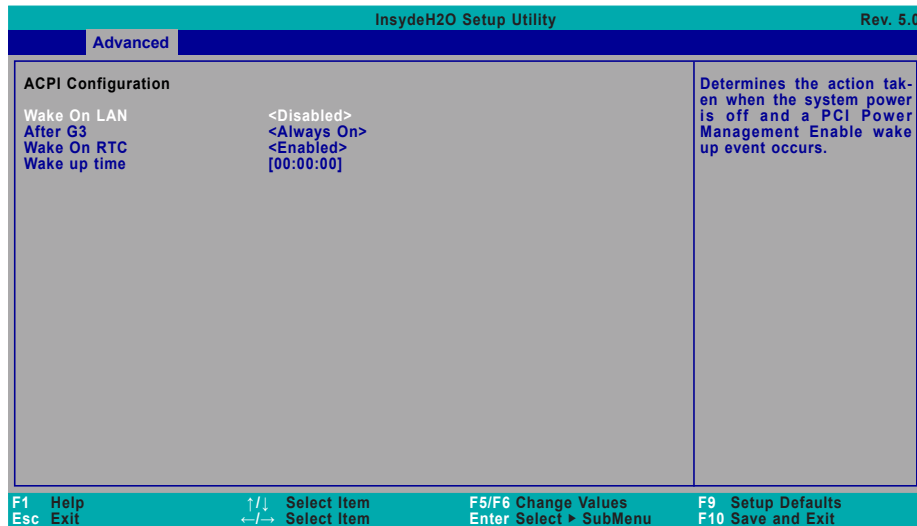 InsydeH2O Setup Utility Rev. 5.0
Advanced
ACPI Configuration
Wake On LAN <Disabled>
After G3 <Always On>
Wake On RTC <Enabled>
Wake up time [00:00:00]
Determines the action tak-
en when the system power
is off and a PCI Power
Management Enable wake
up event occurs.
F1 Help ↑/↓ Select Item F5/F6 Change Values F9 Setup Defaults
Esc Exit ←/→ Select Item Enter Select ▶ SubMenu F10 Save and Exit